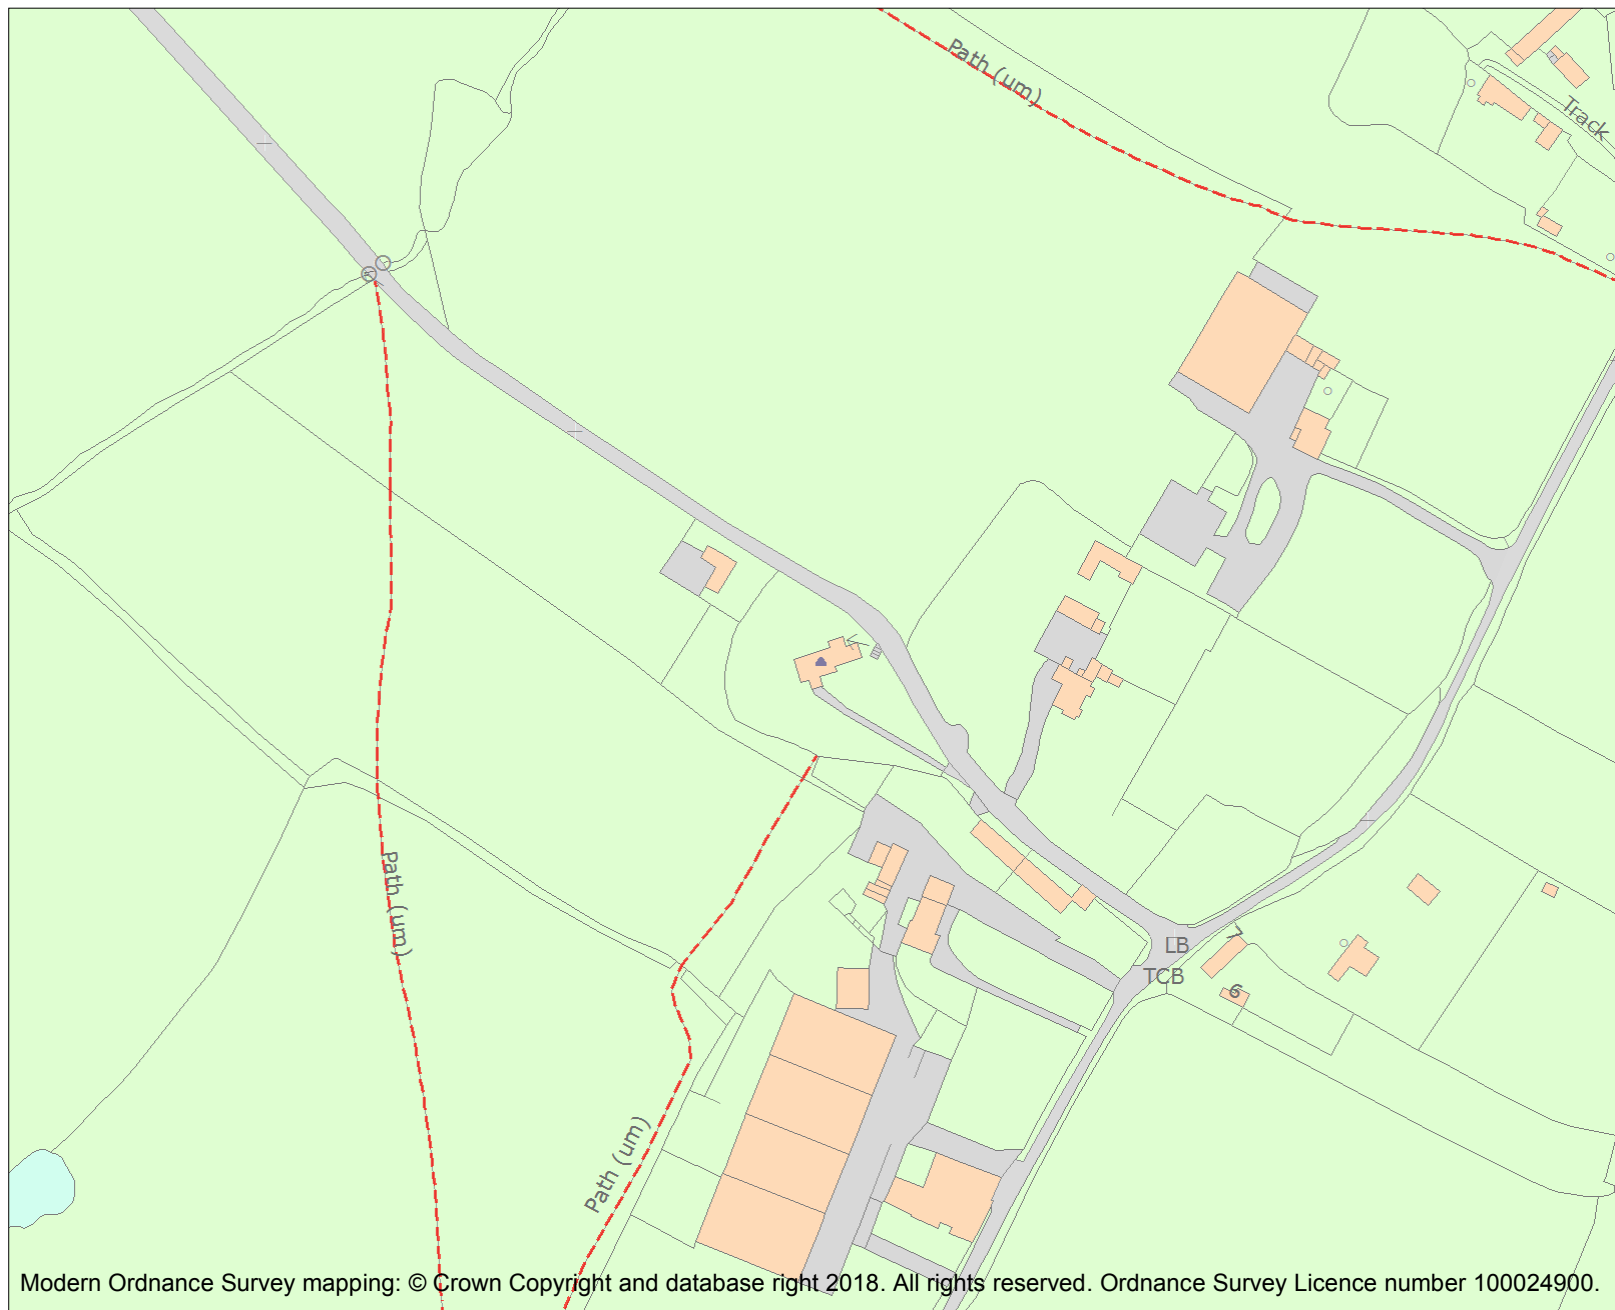 Path (um)
Track
Path (um)
7
LB
TCB
6
Path (um)
Modern Ordnance Survey mapping: © Crown Copyright and database right 2018. All rights reserved. Ordnance Survey Licence number 100024900.